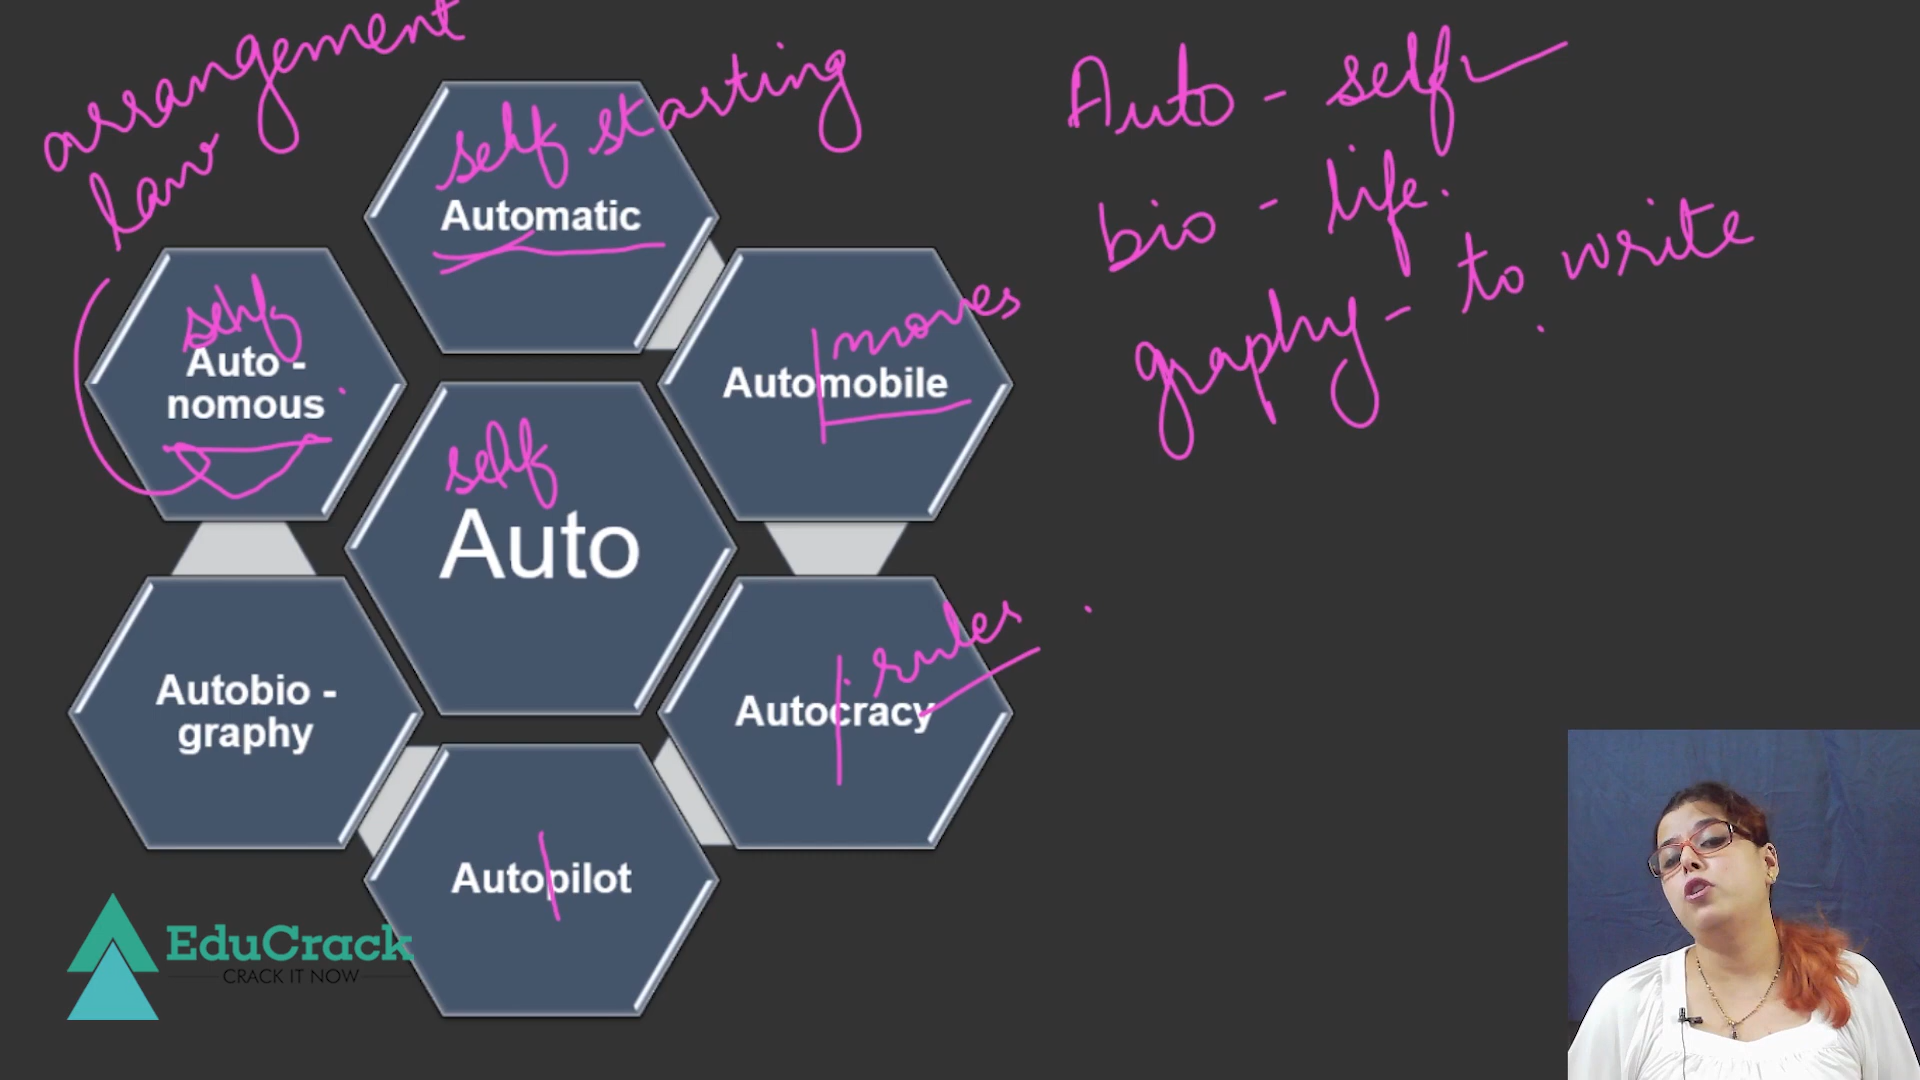 arrangement
law
self starting
Automatic
self
Auto -
nomous
moves
Automobile
self
Auto
rules
Autocracy
Autobio -
graphy
Autopilot
Auto - self
bio - life.
graphy - to write
EduCrack
CRACK IT NOW